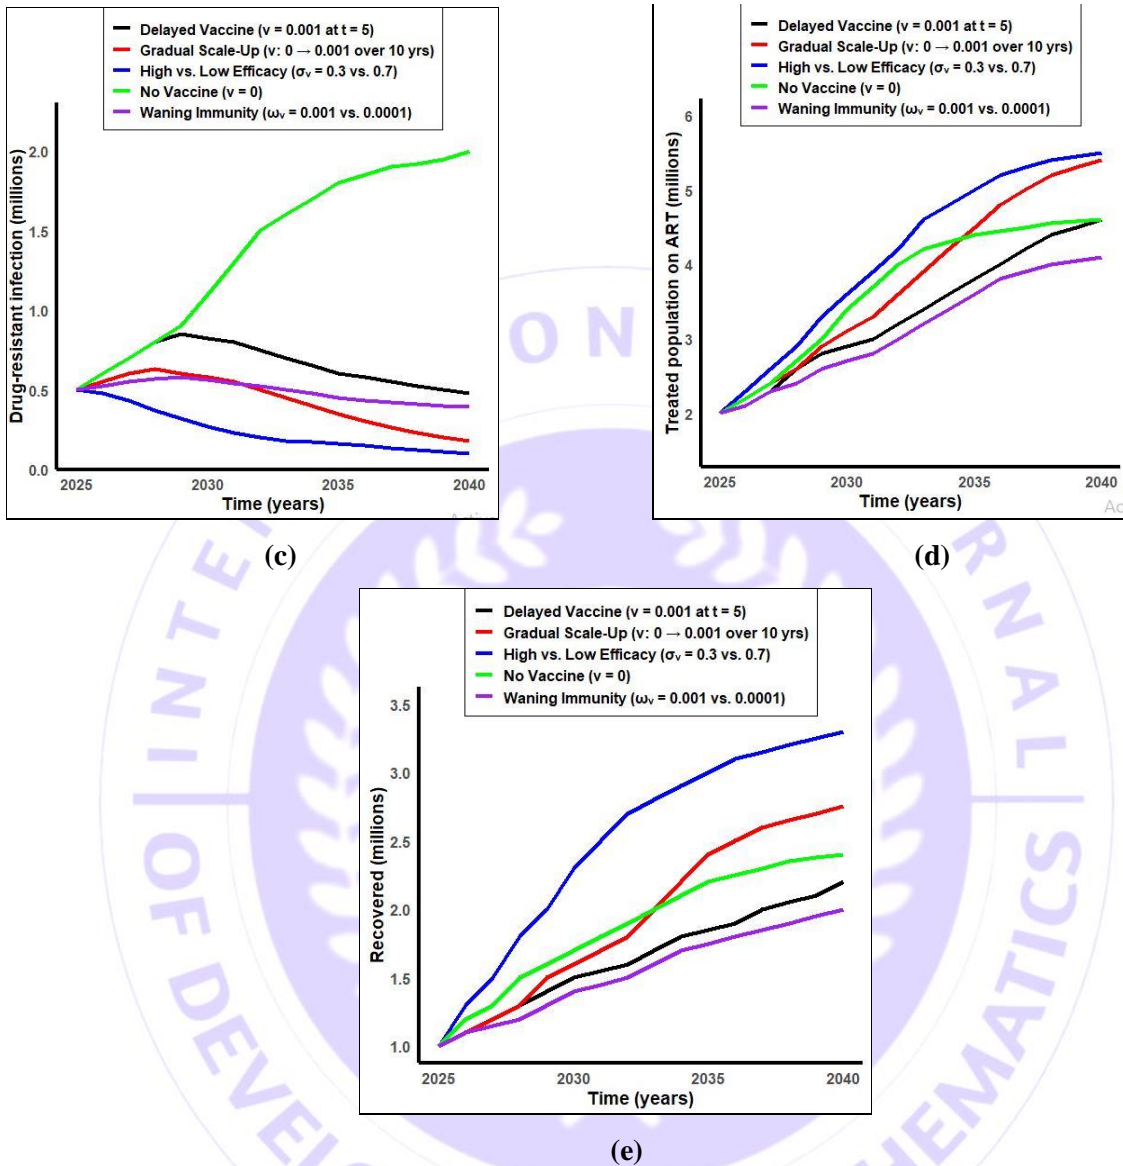 Delayed Vaccine (v = 0.001 at t = 5)
Gradual Scale-Up (v: 0 → 0.001 over 10 yrs)
High vs. Low Efficacy (σᵥ = 0.3 vs. 0.7)
No Vaccine (v = 0)
Waning Immunity (ωᵥ = 0.001 vs. 0.0001)
Drug-resistant infection (millions)
2.0
1.5
1.0
0.5
0.0
2025 2030 2035 2040
Time (years)
(c)
Delayed Vaccine (v = 0.001 at t = 5)
Gradual Scale-Up (v: 0 → 0.001 over 10 yrs)
High vs. Low Efficacy (σᵥ = 0.3 vs. 0.7)
No Vaccine (v = 0)
Waning Immunity (ωᵥ = 0.001 vs. 0.0001)
Treated population on ART (millions)
6
5
4
3
2
2025 2030 2035 2040
Time (years)
Ac
(d)
Delayed Vaccine (v = 0.001 at t = 5)
Gradual Scale-Up (v: 0 → 0.001 over 10 yrs)
High vs. Low Efficacy (σᵥ = 0.3 vs. 0.7)
No Vaccine (v = 0)
Waning Immunity (ωᵥ = 0.001 vs. 0.0001)
Recovered (millions)
3.5
3.0
2.5
2.0
1.5
1.0
2025 2030 2035 2040
Time (years)
(e)